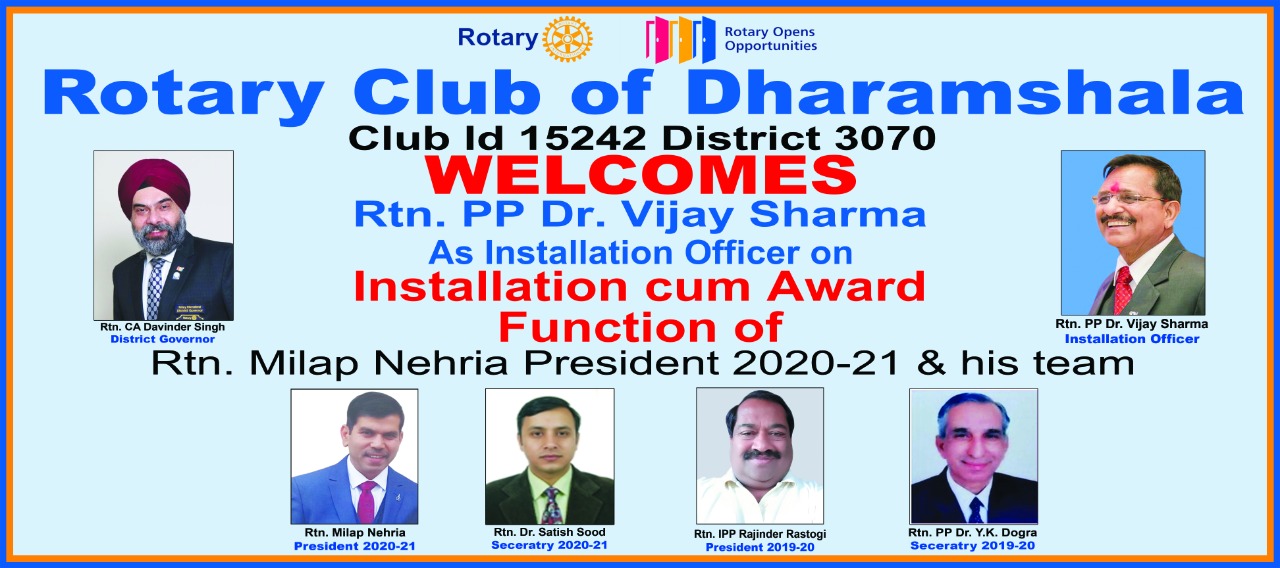 Rotary
Rotary Opens
Opportunities
Rotary Club of Dharamshala
Club Id 15242 District 3070
WELCOMES
Rtn. PP Dr. Vijay Sharma
As Installation Officer on
Installation cum Award
Function of
Rtn. Milap Nehria President 2020-21 & his team
Rtn. CA Davinder Singh
District Governor
Rtn. PP Dr. Vijay Sharma
Installation Officer
Rtn. Milap Nehria
President 2020-21
Rtn. Dr. Satish Sood
Seceratry 2020-21
Rtn. IPP Rajinder Rastogi
President 2019-20
Rtn. PP Dr. Y.K. Dogra
Seceratry 2019-20